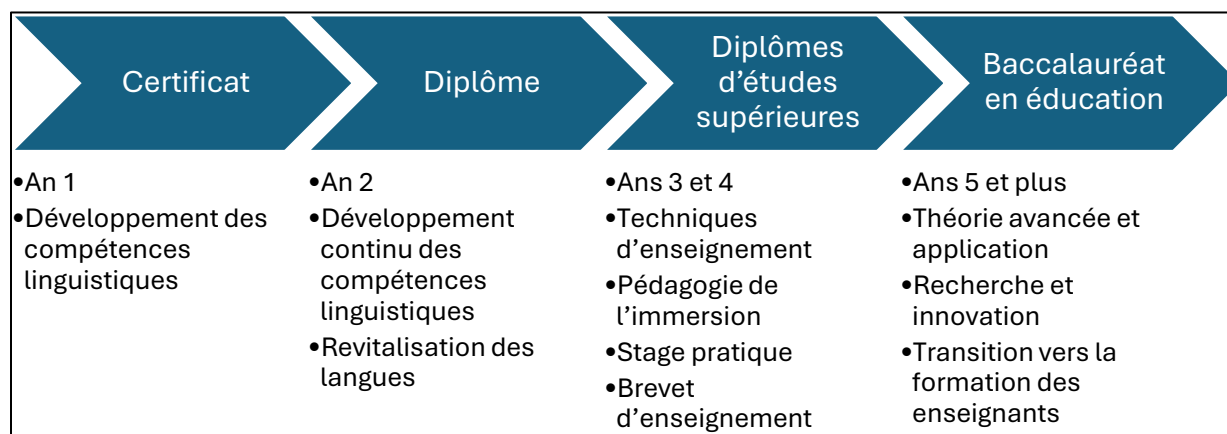 Certificat
Diplôme
Diplômes
d'études
supérieures
Baccalauréat
en éducation
•An 1
•Développement des
compétences
linguistiques
•An 2
•Développement
continu des
compétences
linguistiques
•Revitalisation des
langues
•Ans 3 et 4
•Techniques
d'enseignement
•Pédagogie de
l'immersion
•Stage pratique
•Brevet
d'enseignement
•Ans 5 et plus
•Théorie avancée et
application
•Recherche et
innovation
•Transition vers la
formation des
enseignants